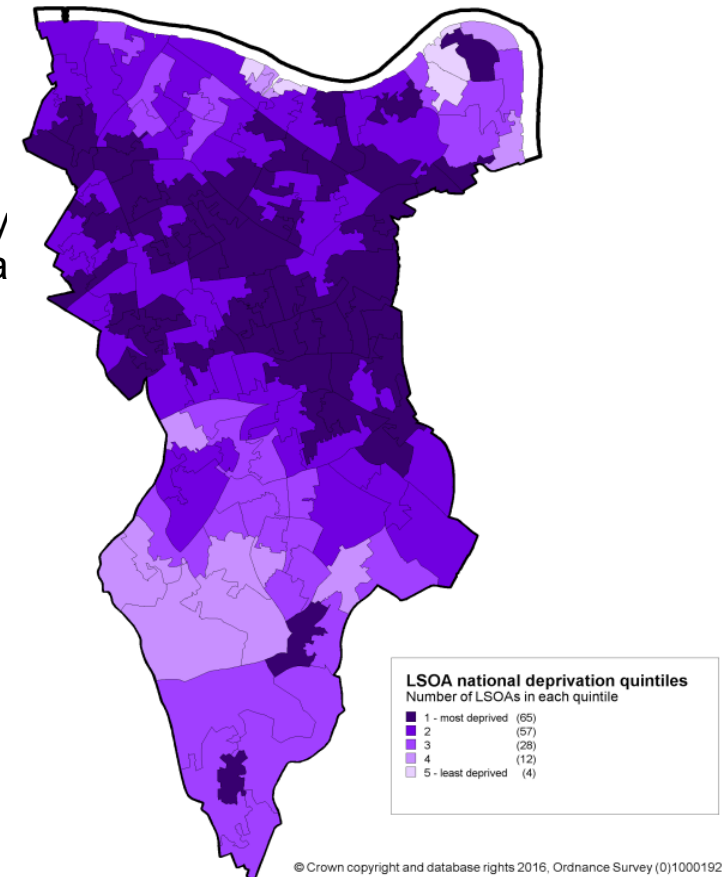 y
a
LSOA national deprivation quintiles
Number of LSOAs in each quintile
1 - most deprived (65)
2 (57)
3 (28)
4 (12)
5 - least deprived (4)
© Crown copyright and database rights 2016, Ordnance Survey (0)1000192